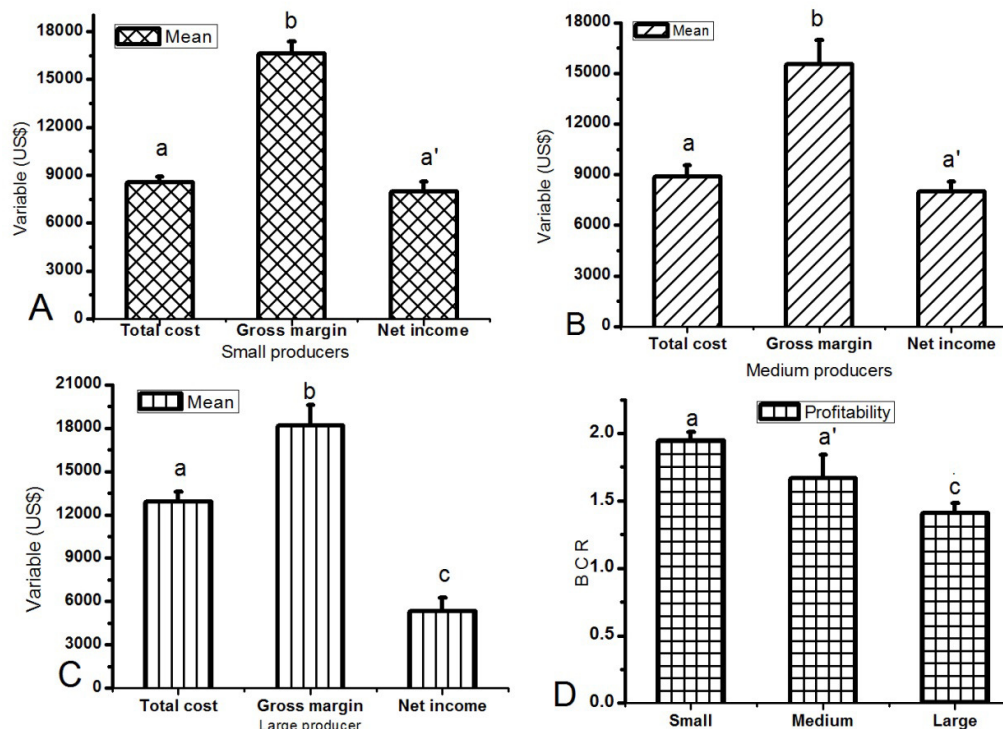 Mean
b
a
a'
Variable (US$)
18000
15000
12000
9000
6000
3000
0
Total cost Gross margin Net income
Small producers
A
Mean
b
a
a'
Variable (US$)
18000
15000
12000
9000
6000
3000
0
Total cost Gross margin Net income
Medium producers
B
Mean
b
a
c
Variable (US$)
21000
18000
15000
12000
9000
6000
3000
0
Total cost Gross margin Net income
Large producer
C
Profitability
a
a'
c
B C R
2.0
1.5
1.0
0.5
0.0
Small Medium Large
D